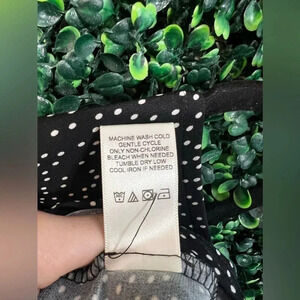 MACHINE WASH COLD
GENTLE CYCLE
ONLY NON-CHLORINE
BLEACH WHEN NEEDED
TUMBLE DRY LOW
COOL IRON IF NEEDED